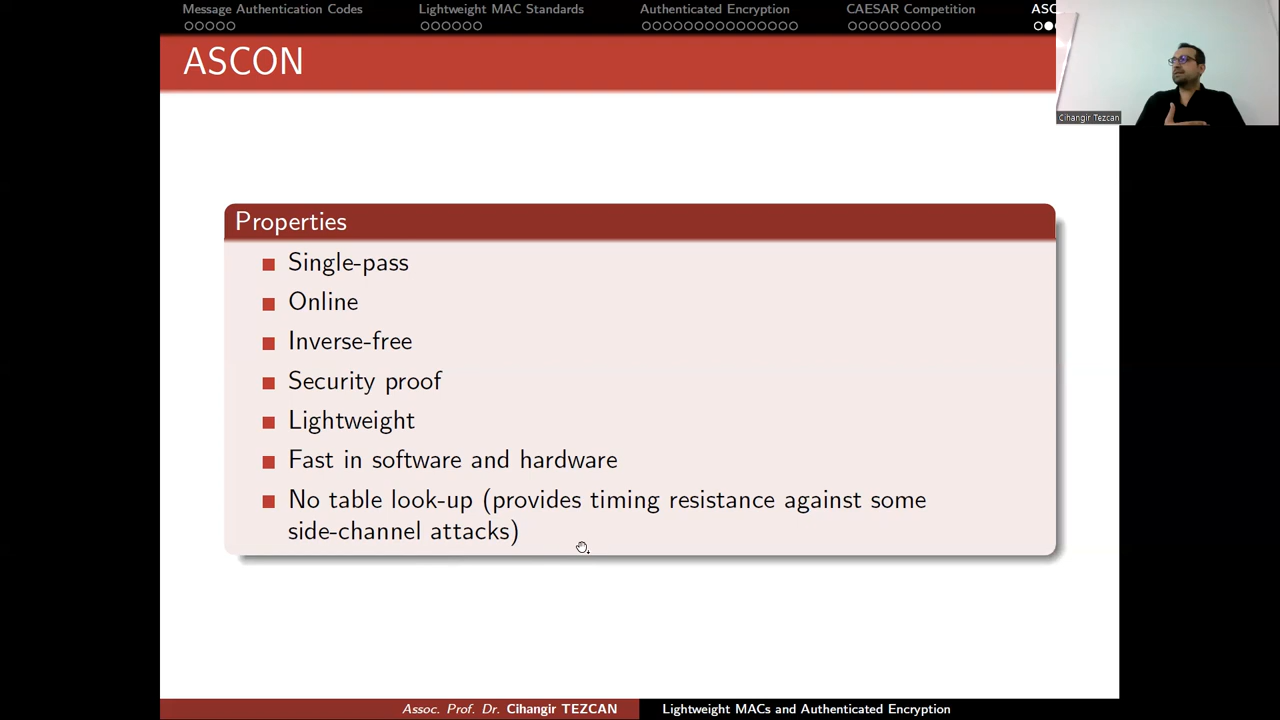 Message Authentication Codes Lightweight MAC Standards Authenticated Encryption CAESAR Competition ASC
ASCON
Cihangir Tezcan
Properties
Single-pass
Online
Inverse-free
Security proof
Lightweight
Fast in software and hardware
No table look-up (provides timing resistance against some
side-channel attacks)
Assoc. Prof. Dr. Cihangir TEZCAN Lightweight MACs and Authenticated Encryption